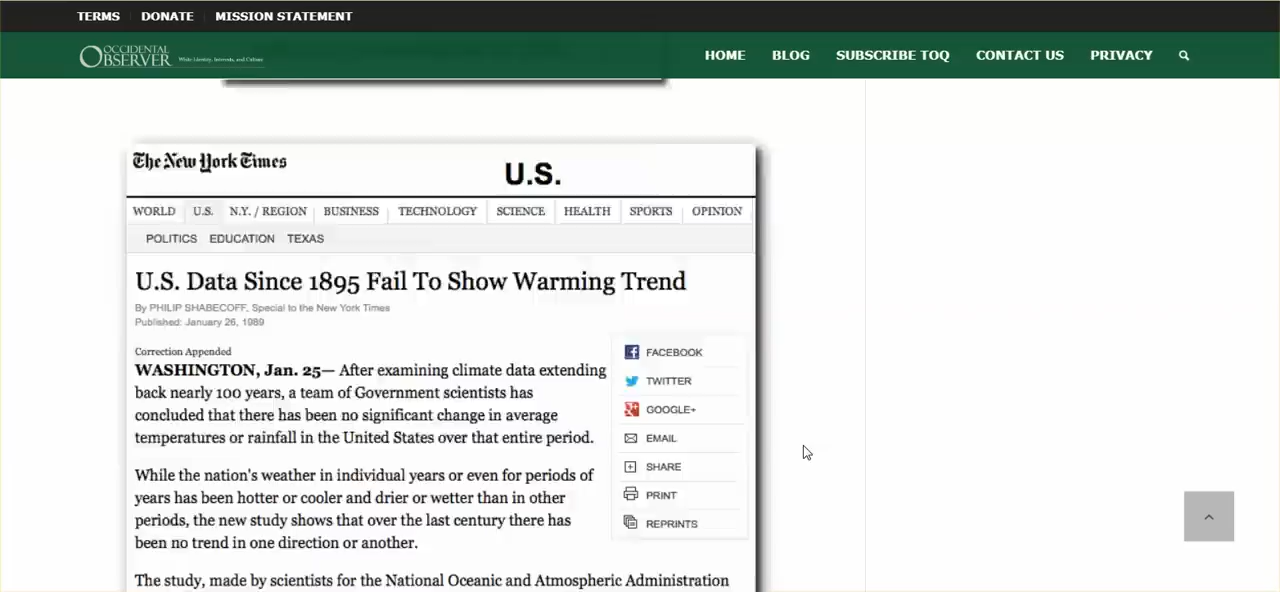 TERMS DONATE MISSION STATEMENT
OCCIDENTAL
OBSERVER White Identity, Interests, and Culture
HOME BLOG SUBSCRIBE TOQ CONTACT US PRIVACY
The New York Times
U.S.
WORLD U.S. N.Y. / REGION BUSINESS TECHNOLOGY SCIENCE HEALTH SPORTS OPINION
POLITICS EDUCATION TEXAS
U.S. Data Since 1895 Fail To Show Warming Trend
By PHILIP SHABECOFF, Special to the New York Times
Published: January 26, 1989
Correction Appended
WASHINGTON, Jan. 25— After examining climate data extending
back nearly 100 years, a team of Government scientists has
concluded that there has been no significant change in average
temperatures or rainfall in the United States over that entire period.
While the nation's weather in individual years or even for periods of
years has been hotter or cooler and drier or wetter than in other
periods, the new study shows that over the last century there has
been no trend in one direction or another.
The study, made by scientists for the National Oceanic and Atmospheric Administration
FACEBOOK
TWITTER
GOOGLE+
EMAIL
SHARE
PRINT
REPRINTS